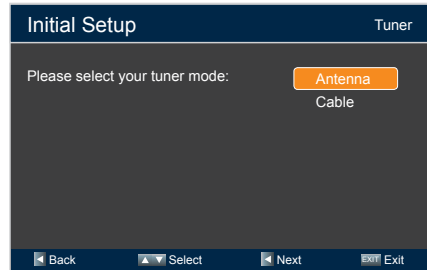 Initial Setup Tuner
Please select your tuner mode: Antenna
Cable
Back Select Next EXIT Exit